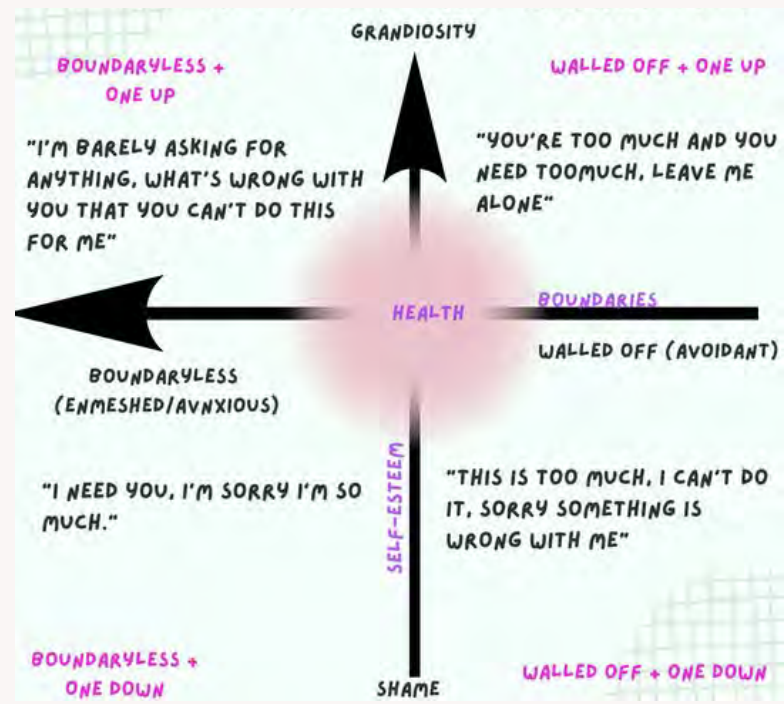 GRANDIOSITY
BOUNDARYLESS +
ONE UP
WALLED OFF + ONE UP
"I'M BARELY ASKING FOR
ANYTHING, WHAT'S WRONG WITH
YOU THAT YOU CAN'T DO THIS
FOR ME"
"YOU'RE TOO MUCH AND YOU
NEED TOOMUCH, LEAVE ME
ALONE"
HEALTH
BOUNDARIES
BOUNDARYLESS
(ENMESHED/AVNXIOUS)
WALLED OFF (AVOIDANT)
SELF-ESTEEM
"I NEED YOU, I'M SORRY I'M SO
MUCH."
"THIS IS TOO MUCH, I CAN'T DO
IT, SORRY SOMETHING IS
WRONG WITH ME"
BOUNDARYLESS +
ONE DOWN
SHAME
WALLED OFF + ONE DOWN